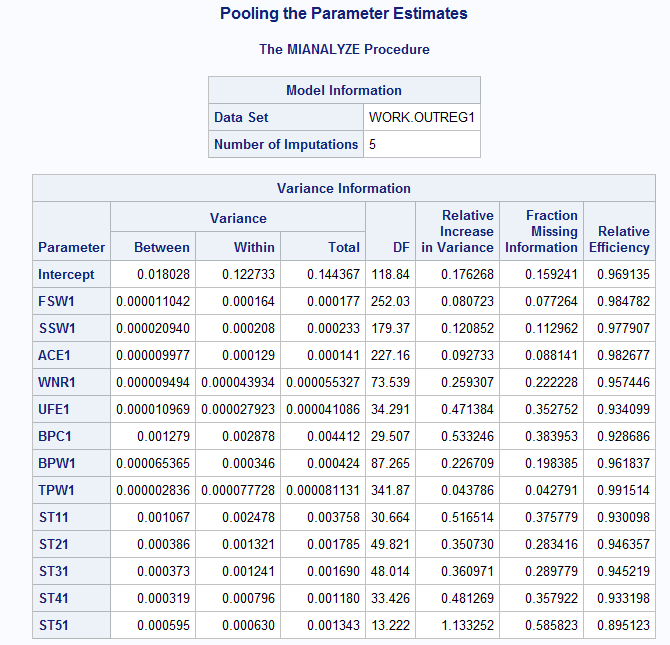 Pooling the Parameter Estimates
The MIANALYZE Procedure
Model Information
Data Set WORK.OUTREG1
Number of Imputations 5
Variance Information
Parameter Variance DF Relative Increase in Variance Fraction Missing Information Relative Efficiency
Between Within Total
Intercept 0.018028 0.122733 0.144367 118.84 0.176268 0.159241 0.969135
FSW1 0.000011042 0.000164 0.000177 252.03 0.080723 0.077264 0.984782
SSW1 0.000020940 0.000208 0.000233 179.37 0.120852 0.112962 0.977907
ACE1 0.000009977 0.000129 0.000141 227.16 0.092733 0.088141 0.982677
WNR1 0.000009494 0.000043934 0.000055327 73.539 0.259307 0.222228 0.957446
UFE1 0.000010969 0.000027923 0.000041086 34.291 0.471384 0.352752 0.934099
BPC1 0.001279 0.002878 0.004412 29.507 0.533246 0.383953 0.928686
BPW1 0.000065365 0.000346 0.000424 87.265 0.226709 0.198385 0.961837
TPW1 0.000002836 0.000077728 0.000081131 341.87 0.043786 0.042791 0.991514
ST11 0.001067 0.002478 0.003758 30.664 0.516514 0.375779 0.930098
ST21 0.000386 0.001321 0.001785 49.821 0.350730 0.283416 0.946357
ST31 0.000373 0.001241 0.001690 48.014 0.360971 0.289779 0.945219
ST41 0.000319 0.000796 0.001180 33.426 0.481269 0.357922 0.933198
ST51 0.000595 0.000630 0.001343 13.222 1.133252 0.585823 0.895123